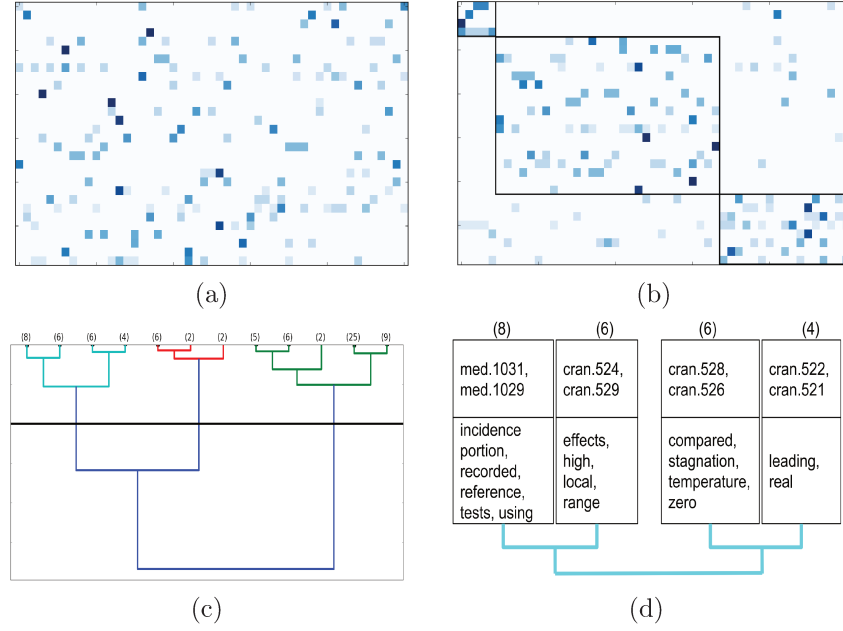 (a)
(b)
(8) (6) (6) (4) (6) (2) (2) (5) (6) (2) (25) (9)
(c)
(8) (6) (6) (4)
med.1031,
med.1029
cran.524,
cran.529
cran.528,
cran.526
cran.522,
cran.521
incidence
portion,
recorded,
reference,
tests, using
effects,
high,
local,
range
compared,
stagnation,
temperature,
zero
leading,
real
(d)